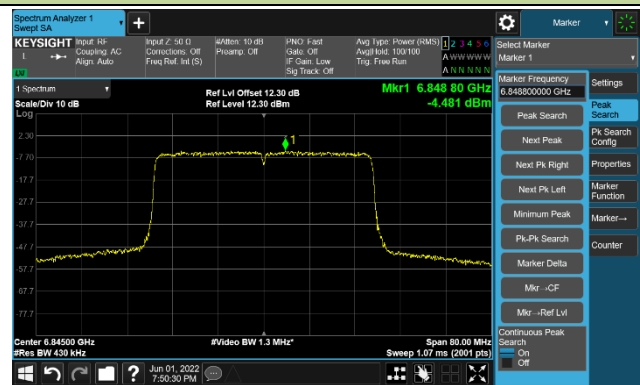 Spectrum Analyzer 1
Swept SA
Marker
KEYSIGHT Input: RF Input Z: 50 Ω #Atten: 10 dB PNO: Fast Avg Type: Power (RMS) 1 2 3 4 5 6
L Coupling: AC Corrections: Off Preamp: Off Gate: Off Avg|Hold: 100/100 A W W W W W
Align: Auto Freq Ref: Int (S) IF Gain: Low Trig: Free Run
Sig Track: Off A N N N N N
LW
Select Marker
Marker 1
1 Spectrum
Scale/Div 10 dB
Ref Lvl Offset 12.30 dB
Ref Level 12.30 dBm
Mkr1 6.848 80 GHz
-4.481 dBm
Log
1
2.30
-7.70
-17.7
-27.7
-37.7
-47.7
-57.7
-67.7
-77.7
Center 6.84500 GHz
#Res BW 430 kHz
#Video BW 1.3 MHz*
Span 80.00 MHz
Sweep 1.07 ms (2001 pts)
Marker Frequency
6.848800000 GHz
Peak Search
Next Peak
Next Pk Right
Next Pk Left
Minimum Peak
Pk-Pk Search
Marker Delta
Mkr→CF
Mkr→Ref Lvl
Continuous Peak
Search
On
Off
Settings
Peak
Search
Pk Search
Config
Properties
Marker
Function
Marker→
Counter
?
Jun 01, 2022
7:50:30 PM